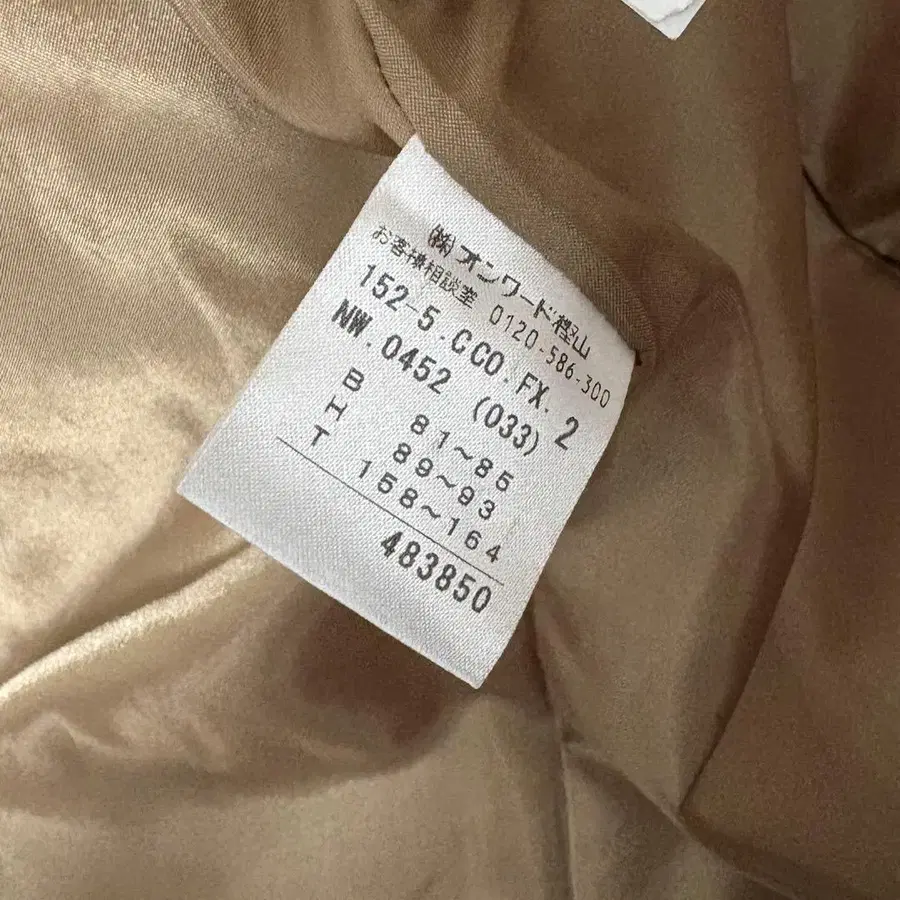 ㈱オンワード樫山
お客様相談室 0120-586-300
152-5.CCO.FX.2
NW.0452 (033)
B 81～85
H 89～93
T 158～164
483850